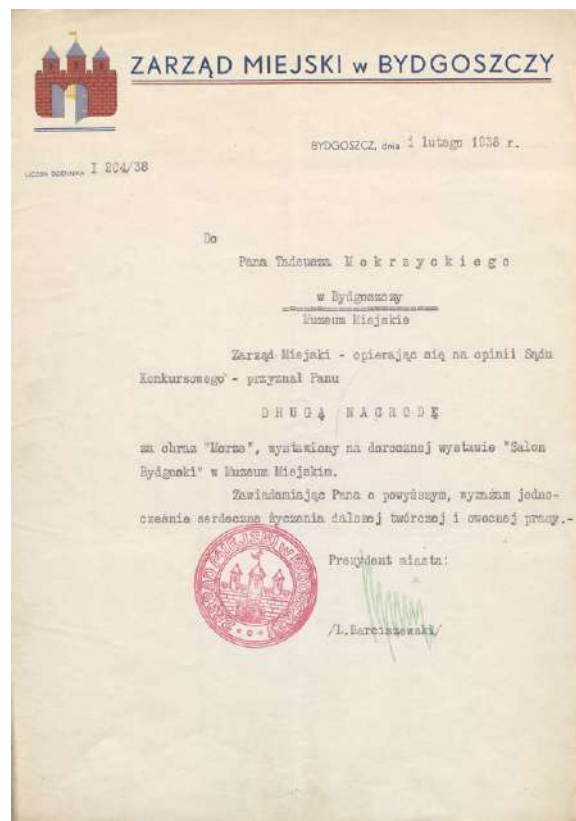 ZARZĄD MIEJSKI w BYDGOSZCZY
BYDGOSZCZ, dnia 1 lutego 1938 r.
LICZBA DZIENNIKA I 204/38
Do
Pana Tadeusza Mokrzyckiego
w Bydgoszczy
Muzeum Miejskie
Zarząd Miejski - opierając się na opinii Sądu
Konkursowego - przyznał Panu
DRUGĄ NAGRODĘ
za obraz "Morze", wystawiony na dorocznej wystawie "Salon
Bydgoski" w Muzeum Miejskim.
Zawiadamiając Pana o powyższym, wyrażam jedno-
cześnie serdeczne życzenia dalszej twórczej i owocnej pracy.-
Prezydent miasta:
/L.Barciszewski/